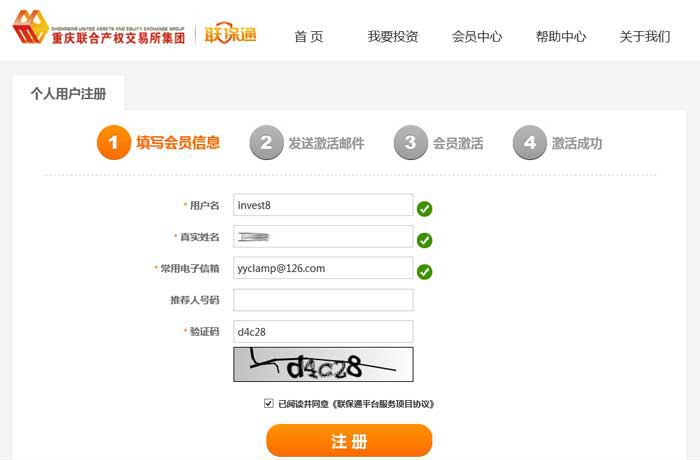 CHONGQING UNITED ASSETS AND EQUITY EXCHANGE GROUP
重庆联合产权交易所集团
联保通
首 页
我要投资
会员中心
帮助中心
关于我们
个人用户注册
1 填写会员信息
2 发送激活邮件
3 会员激活
4 激活成功
* 用户名 invest8
* 真实姓名
* 常用电子信箱 yyclamp@126.com
推荐人号码
* 验证码 d4c28
d4c28
已阅读并同意《联保通平台服务项目协议》
注 册